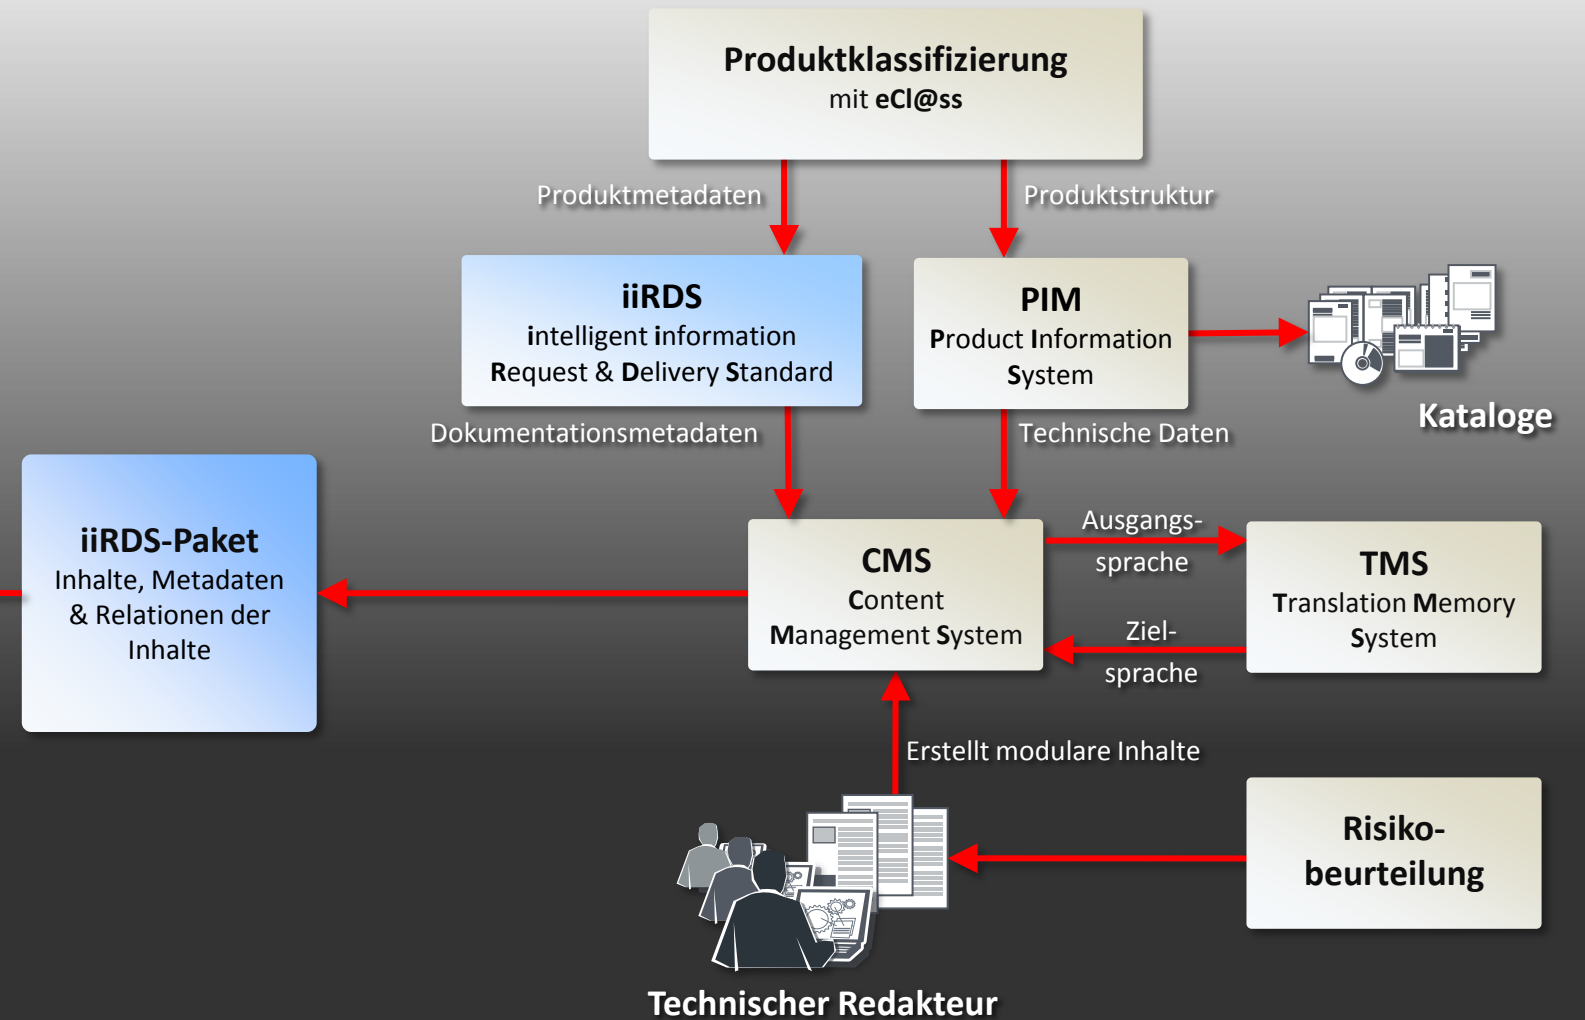 Produktklassifizierung
mit eCl@ss
Produktmetadaten
Produktstruktur
iiRDS
intelligent information
Request & Delivery Standard
PIM
Product Information
System
Kataloge
Dokumentationsmetadaten
Technische Daten
iiRDS-Paket
Inhalte, Metadaten
& Relationen der
Inhalte
CMS
Content
Management System
Ausgangs-
sprache
Ziel-
sprache
TMS
Translation Memory
System
Erstellt modulare Inhalte
Risiko-
beurteilung
Technischer Redakteur